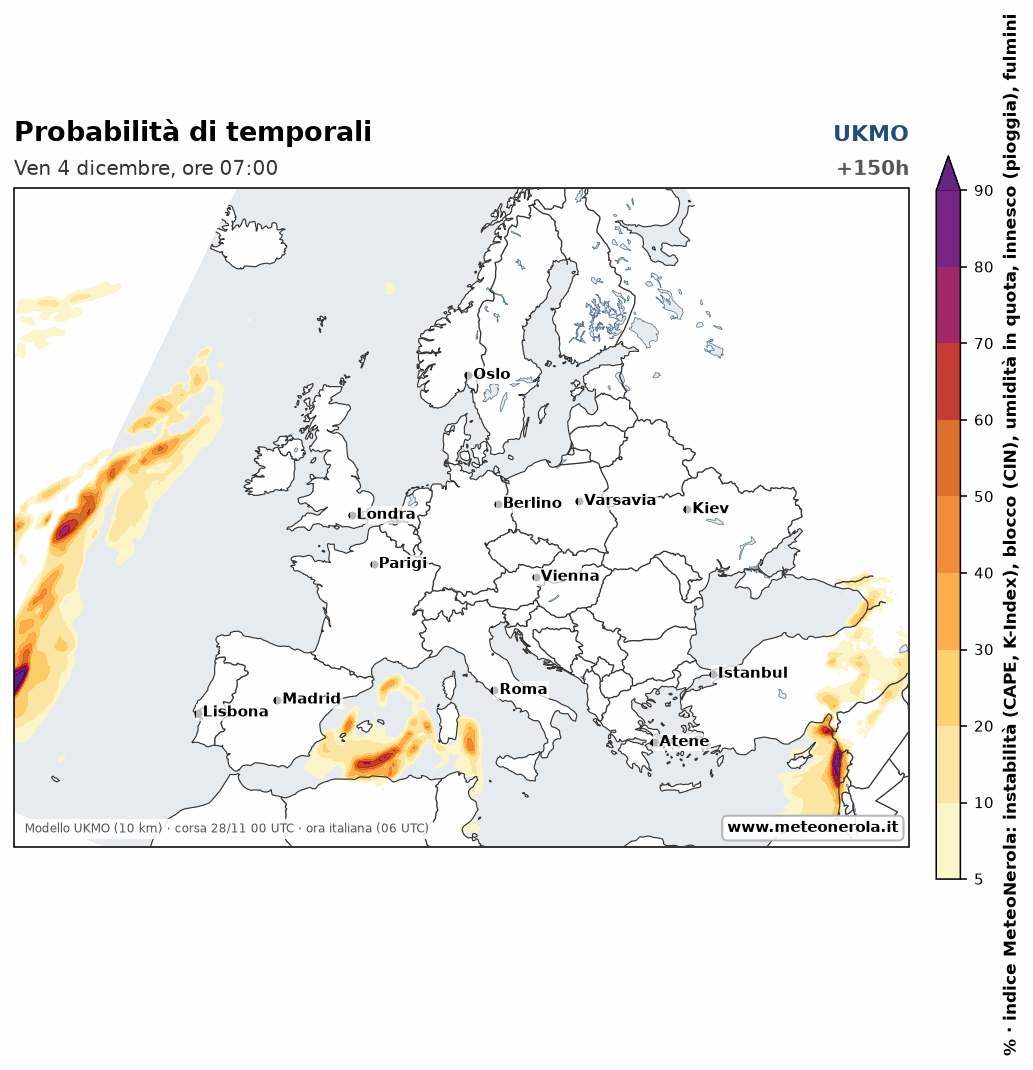 Probabilità di temporali
UKMO
Ven 4 dicembre, ore 07:00
+150h
Oslo
Londra
Berlino
Varsavia
Kiev
Parigi
Vienna
Madrid
Lisbona
Roma
Istanbul
Atene
Modello UKMO (10 km) · corsa 28/11 00 UTC · ora italiana (06 UTC)
www.meteonerola.it
90
80
70
60
50
40
30
20
10
5
% · indice MeteoNerola: instabilità (CAPE, K-Index), blocco (CIN), umidità in quota, innesco (pioggia), fulmini